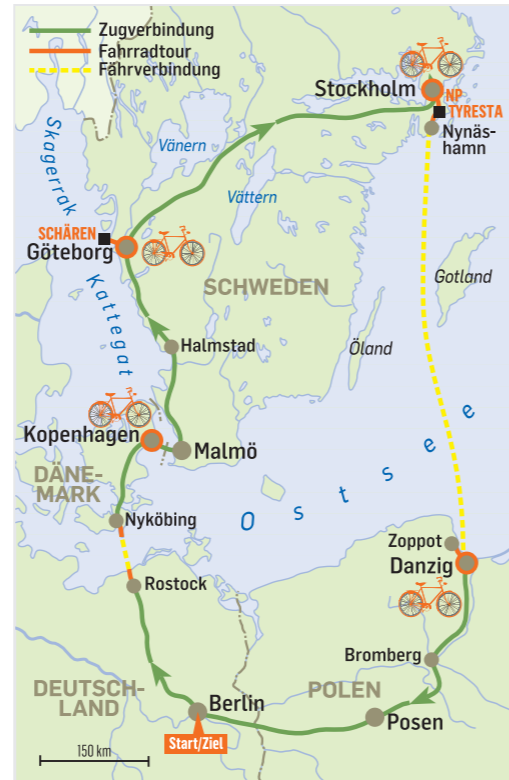 Zugverbindung
Fahrradtour
Fährverbindung
Stockholm
NP
TYRESTA
Nynäs-
hamn
Skagerrak
Vänern
Vättern
SCHÄREN
Göteborg
Kattegat
SCHWEDEN
Gotland
Öland
Halmstad
Kopenhagen
Malmö
DÄNE-
MARK
Ostsee
Nyköbing
Zoppot
Danzig
Rostock
Bromberg
DEUTSCH-
LAND
POLEN
Berlin
Posen
Start/Ziel
150 km